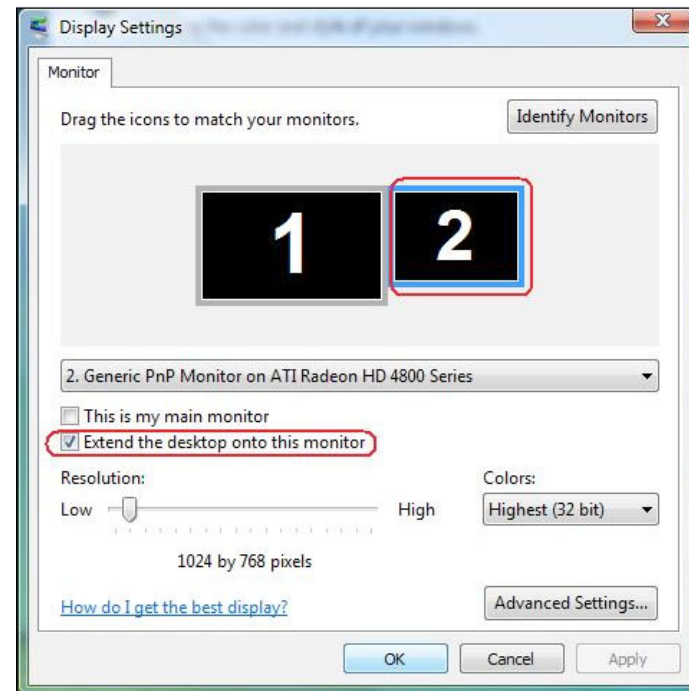 Display Settings
Monitor
Drag the icons to match your monitors.
Identify Monitors
1
2
2. Generic PnP Monitor on ATI Radeon HD 4800 Series
This is my main monitor
Extend the desktop onto this monitor
Resolution:
Colors:
Low
High
Highest (32 bit)
1024 by 768 pixels
How do I get the best display?
Advanced Settings...
OK
Cancel
Apply